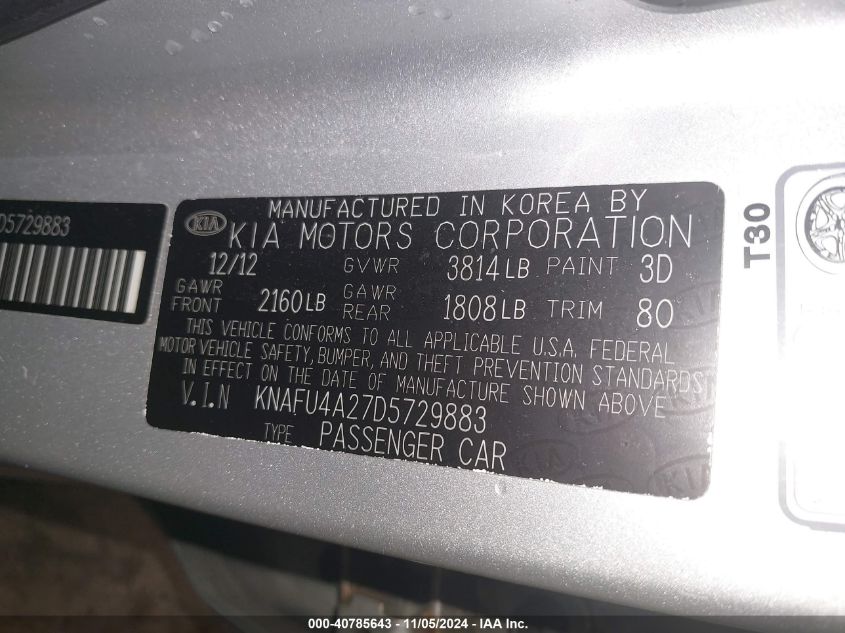 D5729883
KIA
MANUFACTURED IN KOREA BY
KIA MOTORS CORPORATION
12/12 GVWR 3814 LB PAINT 3D
GAWR FRONT 2160 LB GAWR REAR 1808 LB TRIM 80
THIS VEHICLE CONFORMS TO ALL APPLICABLE U.S.A. FEDERAL
MOTOR VEHICLE SAFETY, BUMPER, AND THEFT PREVENTION STANDARDS
IN EFFECT ON THE DATE OF MANUFACTURE SHOWN ABOVE
V.I.N KNAFU4A27D5729883
TYPE PASSENGER CAR
T30
000-40785643 - 11/05/2024 - IAA Inc.